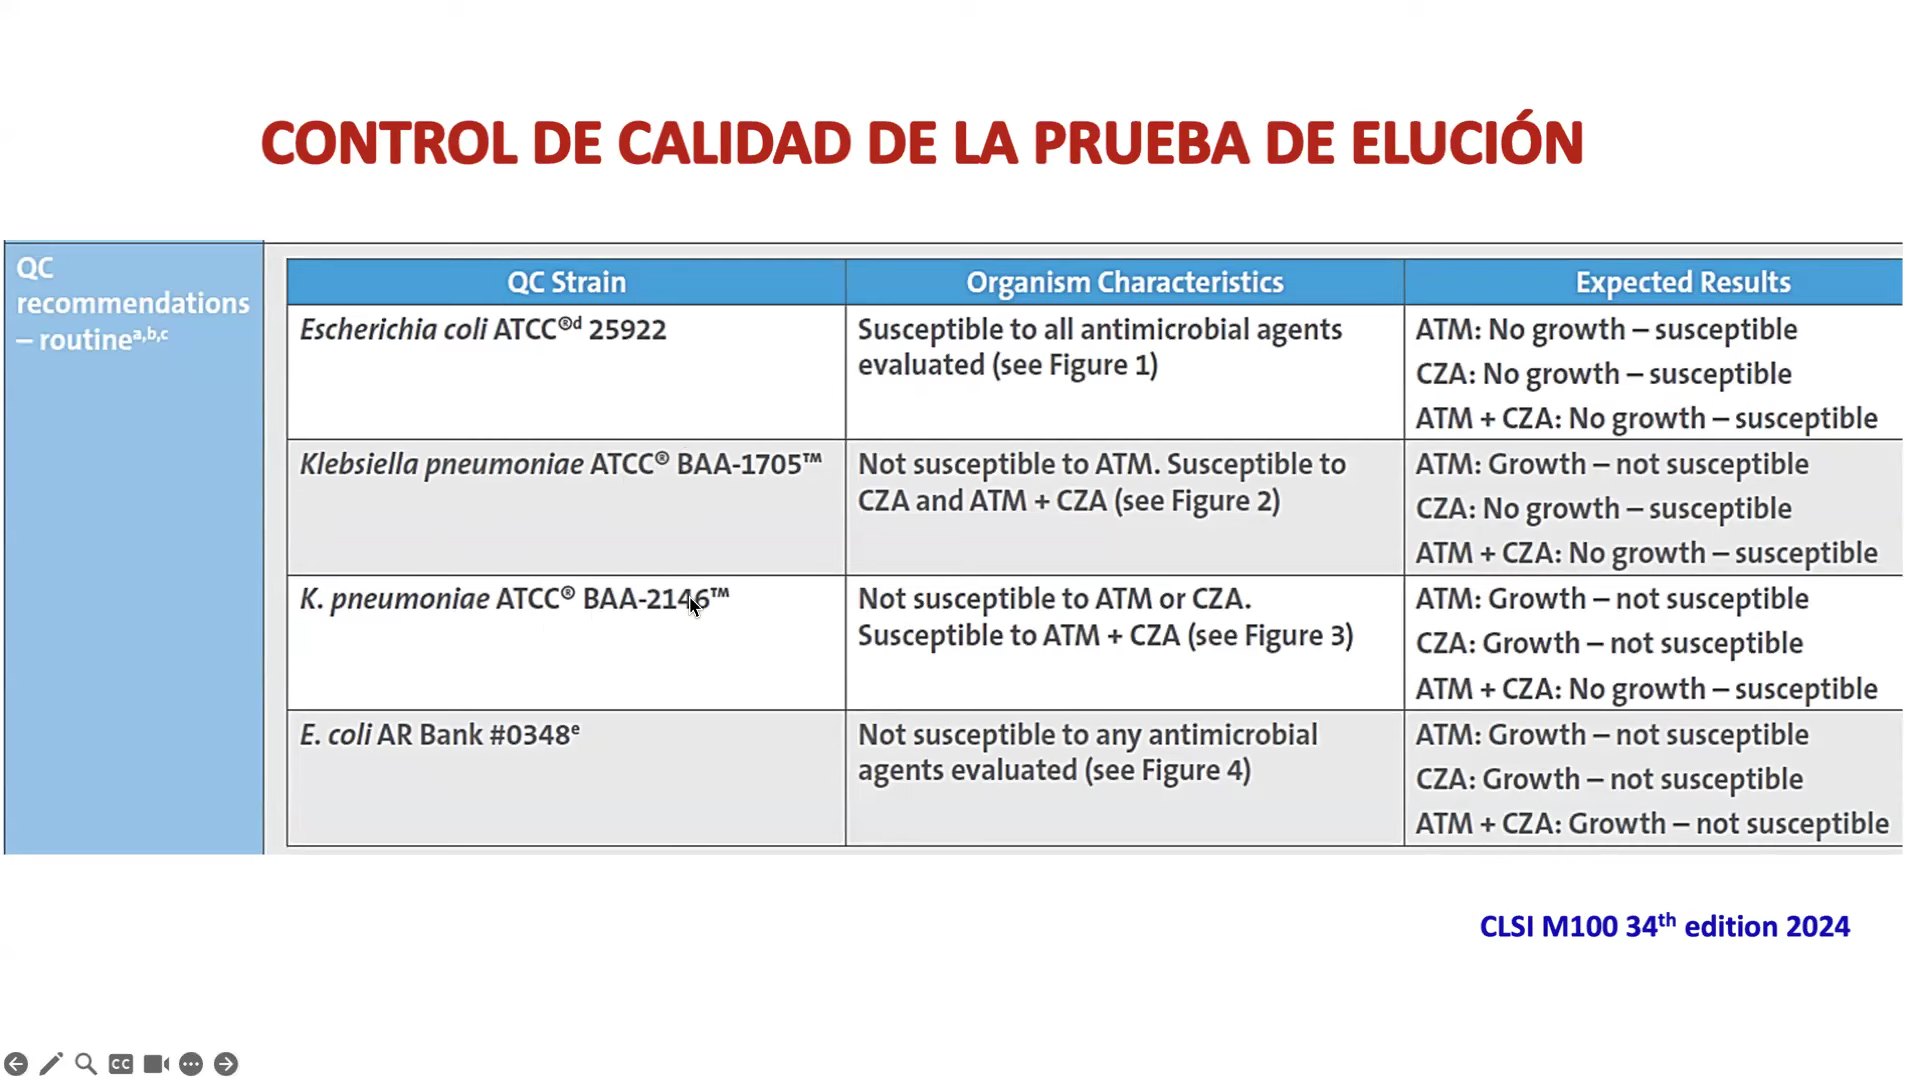 CONTROL DE CALIDAD DE LA PRUEBA DE ELUCIÓN
QC
recommendations
– routineᵃ,ᵇ,ᶜ
QC Strain
Organism Characteristics
Expected Results
Escherichia coli ATCC®ᵈ 25922
Susceptible to all antimicrobial agents
evaluated (see Figure 1)
ATM: No growth – susceptible
CZA: No growth – susceptible
ATM + CZA: No growth – susceptible
Klebsiella pneumoniae ATCC® BAA-1705™
Not susceptible to ATM. Susceptible to
CZA and ATM + CZA (see Figure 2)
ATM: Growth – not susceptible
CZA: No growth – susceptible
ATM + CZA: No growth – susceptible
K. pneumoniae ATCC® BAA-2146™
Not susceptible to ATM or CZA.
Susceptible to ATM + CZA (see Figure 3)
ATM: Growth – not susceptible
CZA: Growth – not susceptible
ATM + CZA: No growth – susceptible
E. coli AR Bank #0348ᵉ
Not susceptible to any antimicrobial
agents evaluated (see Figure 4)
ATM: Growth – not susceptible
CZA: Growth – not susceptible
ATM + CZA: Growth – not susceptible
CLSI M100 34ᵗʰ edition 2024
CC